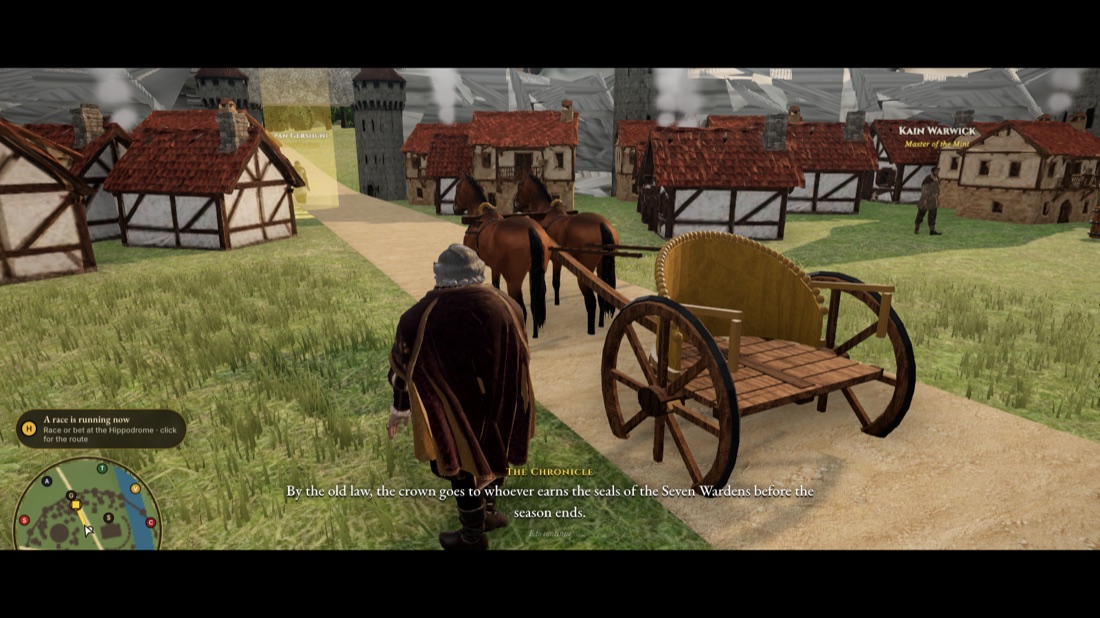 Kain Warwick
Master of the Mint
A race is running now
Race or bet at the Hippodrome · click
for the route
H
T
A
V
G
S
S
C
The Chronicle
By the old law, the crown goes to whoever earns the seals of the Seven Wardens before the
season ends.